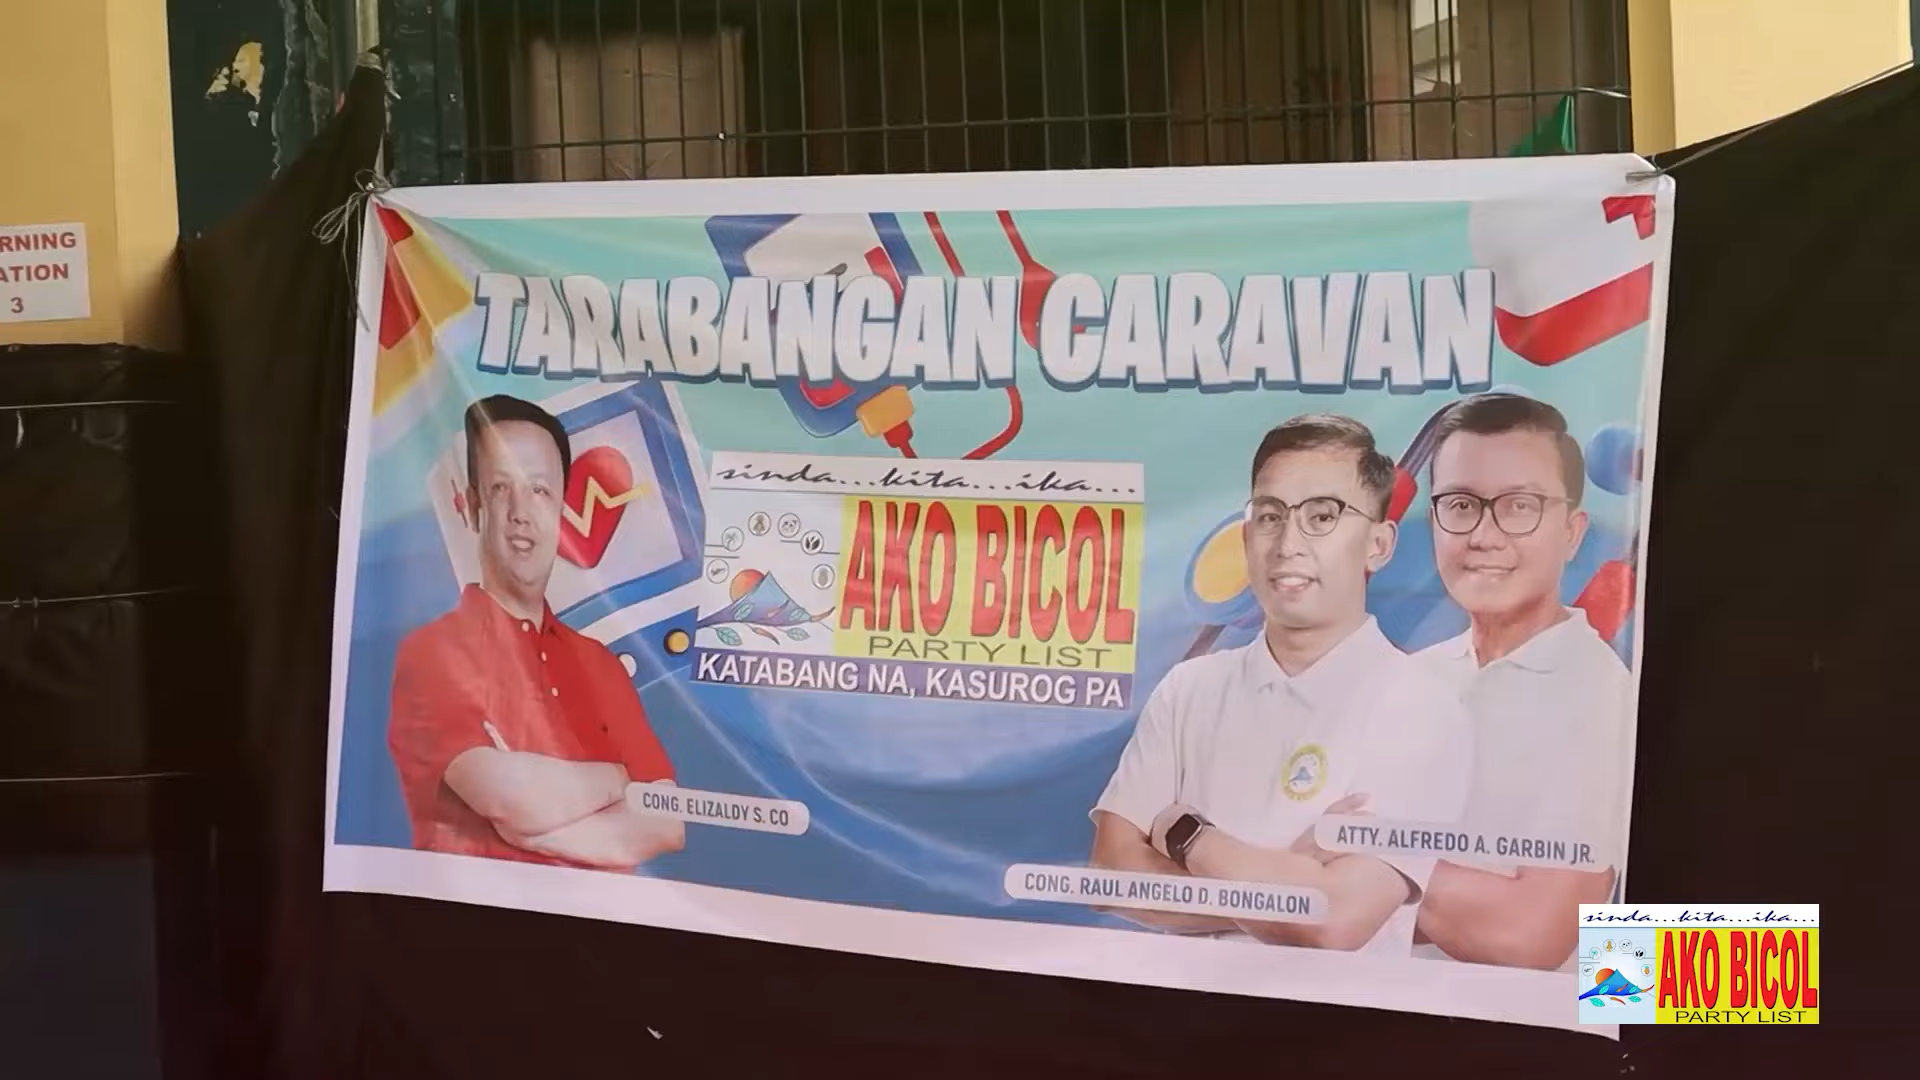 RNING
ATION
3
TARABANGAN CARAVAN
sinda...kita...ika...
AKO BICOL
PARTY LIST
KATABANG NA, KASUROG PA
CONG. ELIZALDY S. CO
CONG. RAUL ANGELO D. BONGALON
ATTY. ALFREDO A. GARBIN JR.
sinda...kita...ika...
AKO BICOL
PARTY LIST